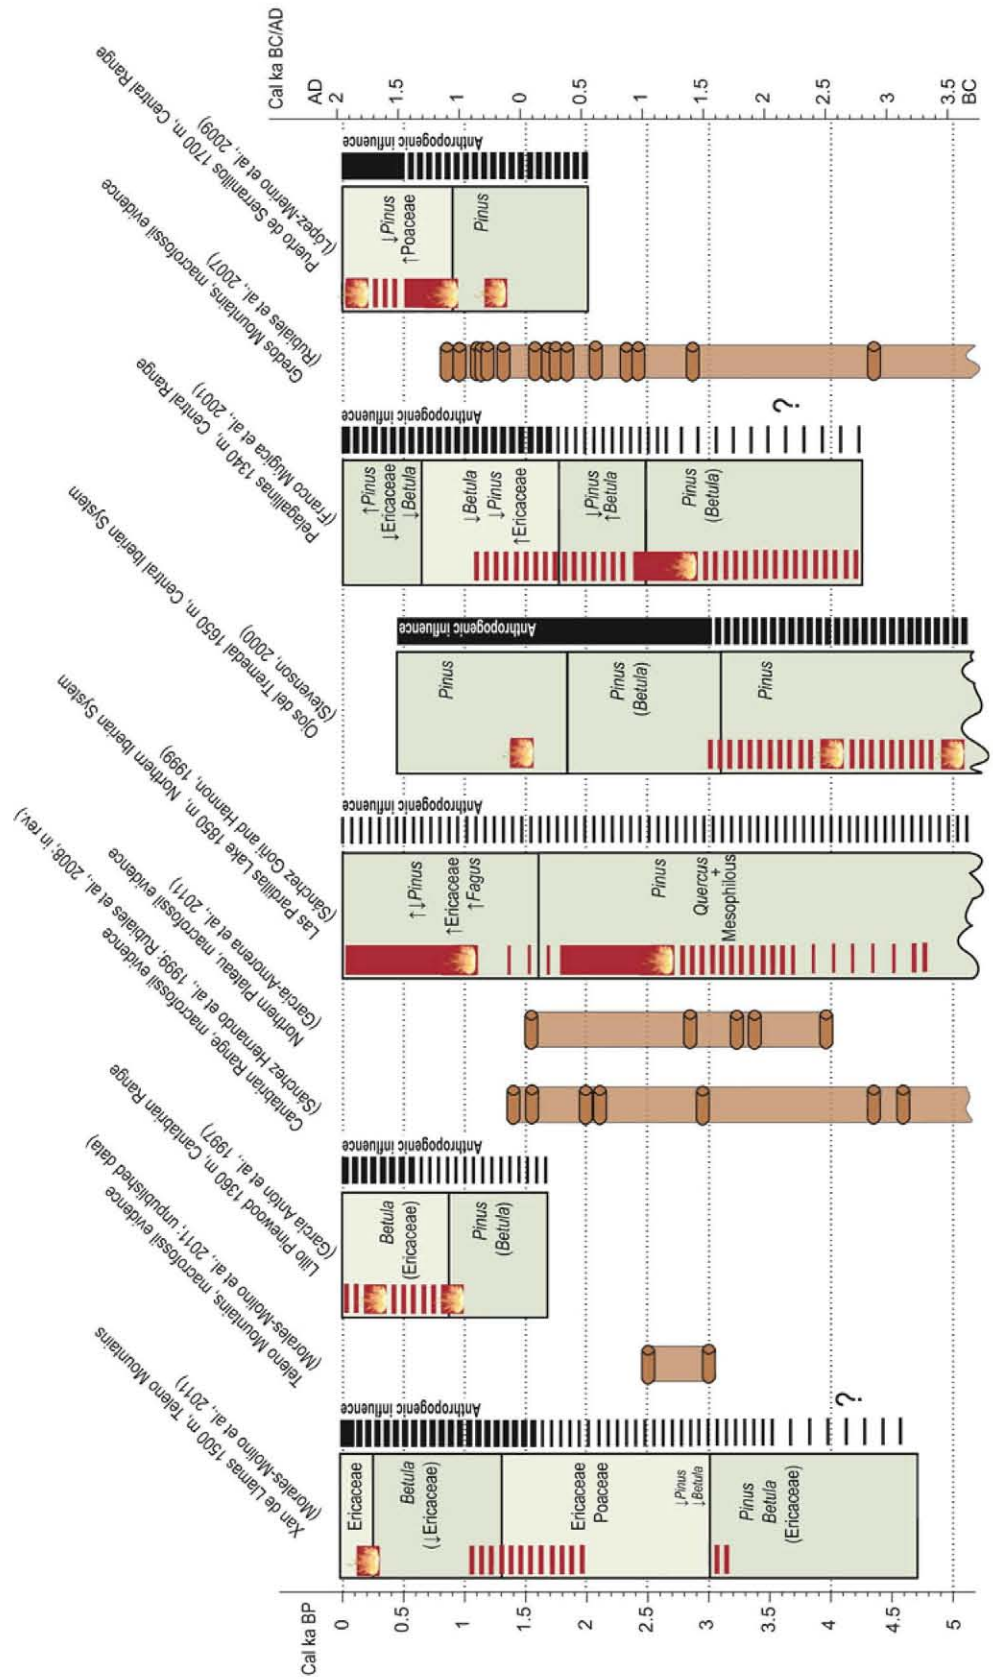 Cal ka BP
0
0.5
1
1.5
2
2.5
3
3.5
4
4.5
5
Xan de Llamas 1500 m, Teleno Mountains
(Morales-Molino et al., 2011)
Ericaceae
Betula
(↓Ericaceae)
Ericaceae
Poaceae
↓Pinus
↓Betula
Pinus
Betula
(Ericaceae)
Anthropogenic influence
?
Teleno Mountains, macrofossil evidence
(Morales-Molino et al., 2011; unpublished data)
Lillo Pinewood 1360 m, Cantabrian Range
(García Antón et al., 1997)
Betula
(Ericaceae)
Pinus
(Betula)
Anthropogenic influence
Cantabrian Range, macrofossil evidence
(Sánchez Hernando et al., 1999; Rubiales et al., 2008; in rev.)
Northern Plateau, macrofossil evidence
(García-Amorena et al., 2011)
Las Pardillas Lake 1850 m, Northern Iberian System
(Sánchez Goñi and Hannon, 1999)
↑↓Pinus
↑Ericaceae
↑Fagus
Pinus
Quercus
+
Mesophilous
Anthropogenic influence
Ojos del Tremedal 1650 m, Central Iberian System
(Stevenson, 2000)
Pinus
Pinus
(Betula)
Pinus
Anthropogenic influence
Pelagallinas 1340 m, Central Range
(Franco Múgica et al., 2001)
↑Pinus
↓Ericaceae
↓Betula
↓Betula
↓Pinus
↑Ericaceae
↓Pinus
↑Betula
Pinus
(Betula)
Anthropogenic influence
?
Gredos Mountains, macrofossil evidence
(Rubiales et al., 2007)
Puerto de Serranillos 1700 m, Central Range
(López-Merino et al., 2009)
↓Pinus
↑Poaceae
Pinus
Anthropogenic influence
Cal ka BC/AD
AD
2
1.5
1
0
0.5
1
1.5
2
2.5
3
3.5
BC